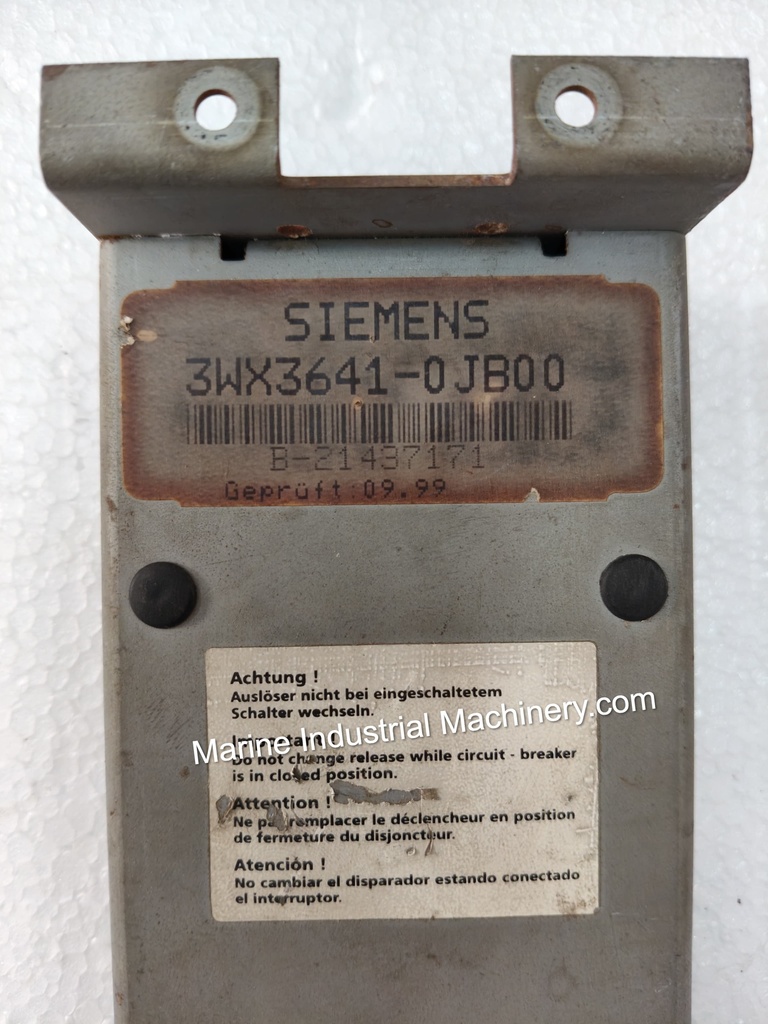 SIEMENS
3WX3641-0JB00
B-21437171
Geprüft:09.99
Achtung !
Auslöser nicht bei eingeschaltetem
Schalter wechseln.
Marine Industrial Machinery.com
Important !
Do not change release while circuit - breaker
is in closed position.
Attention !
Ne pas remplacer le déclencheur en position
de fermeture du disjoncteur.
Atención !
No cambiar el disparador estando conectado
el interruptor.